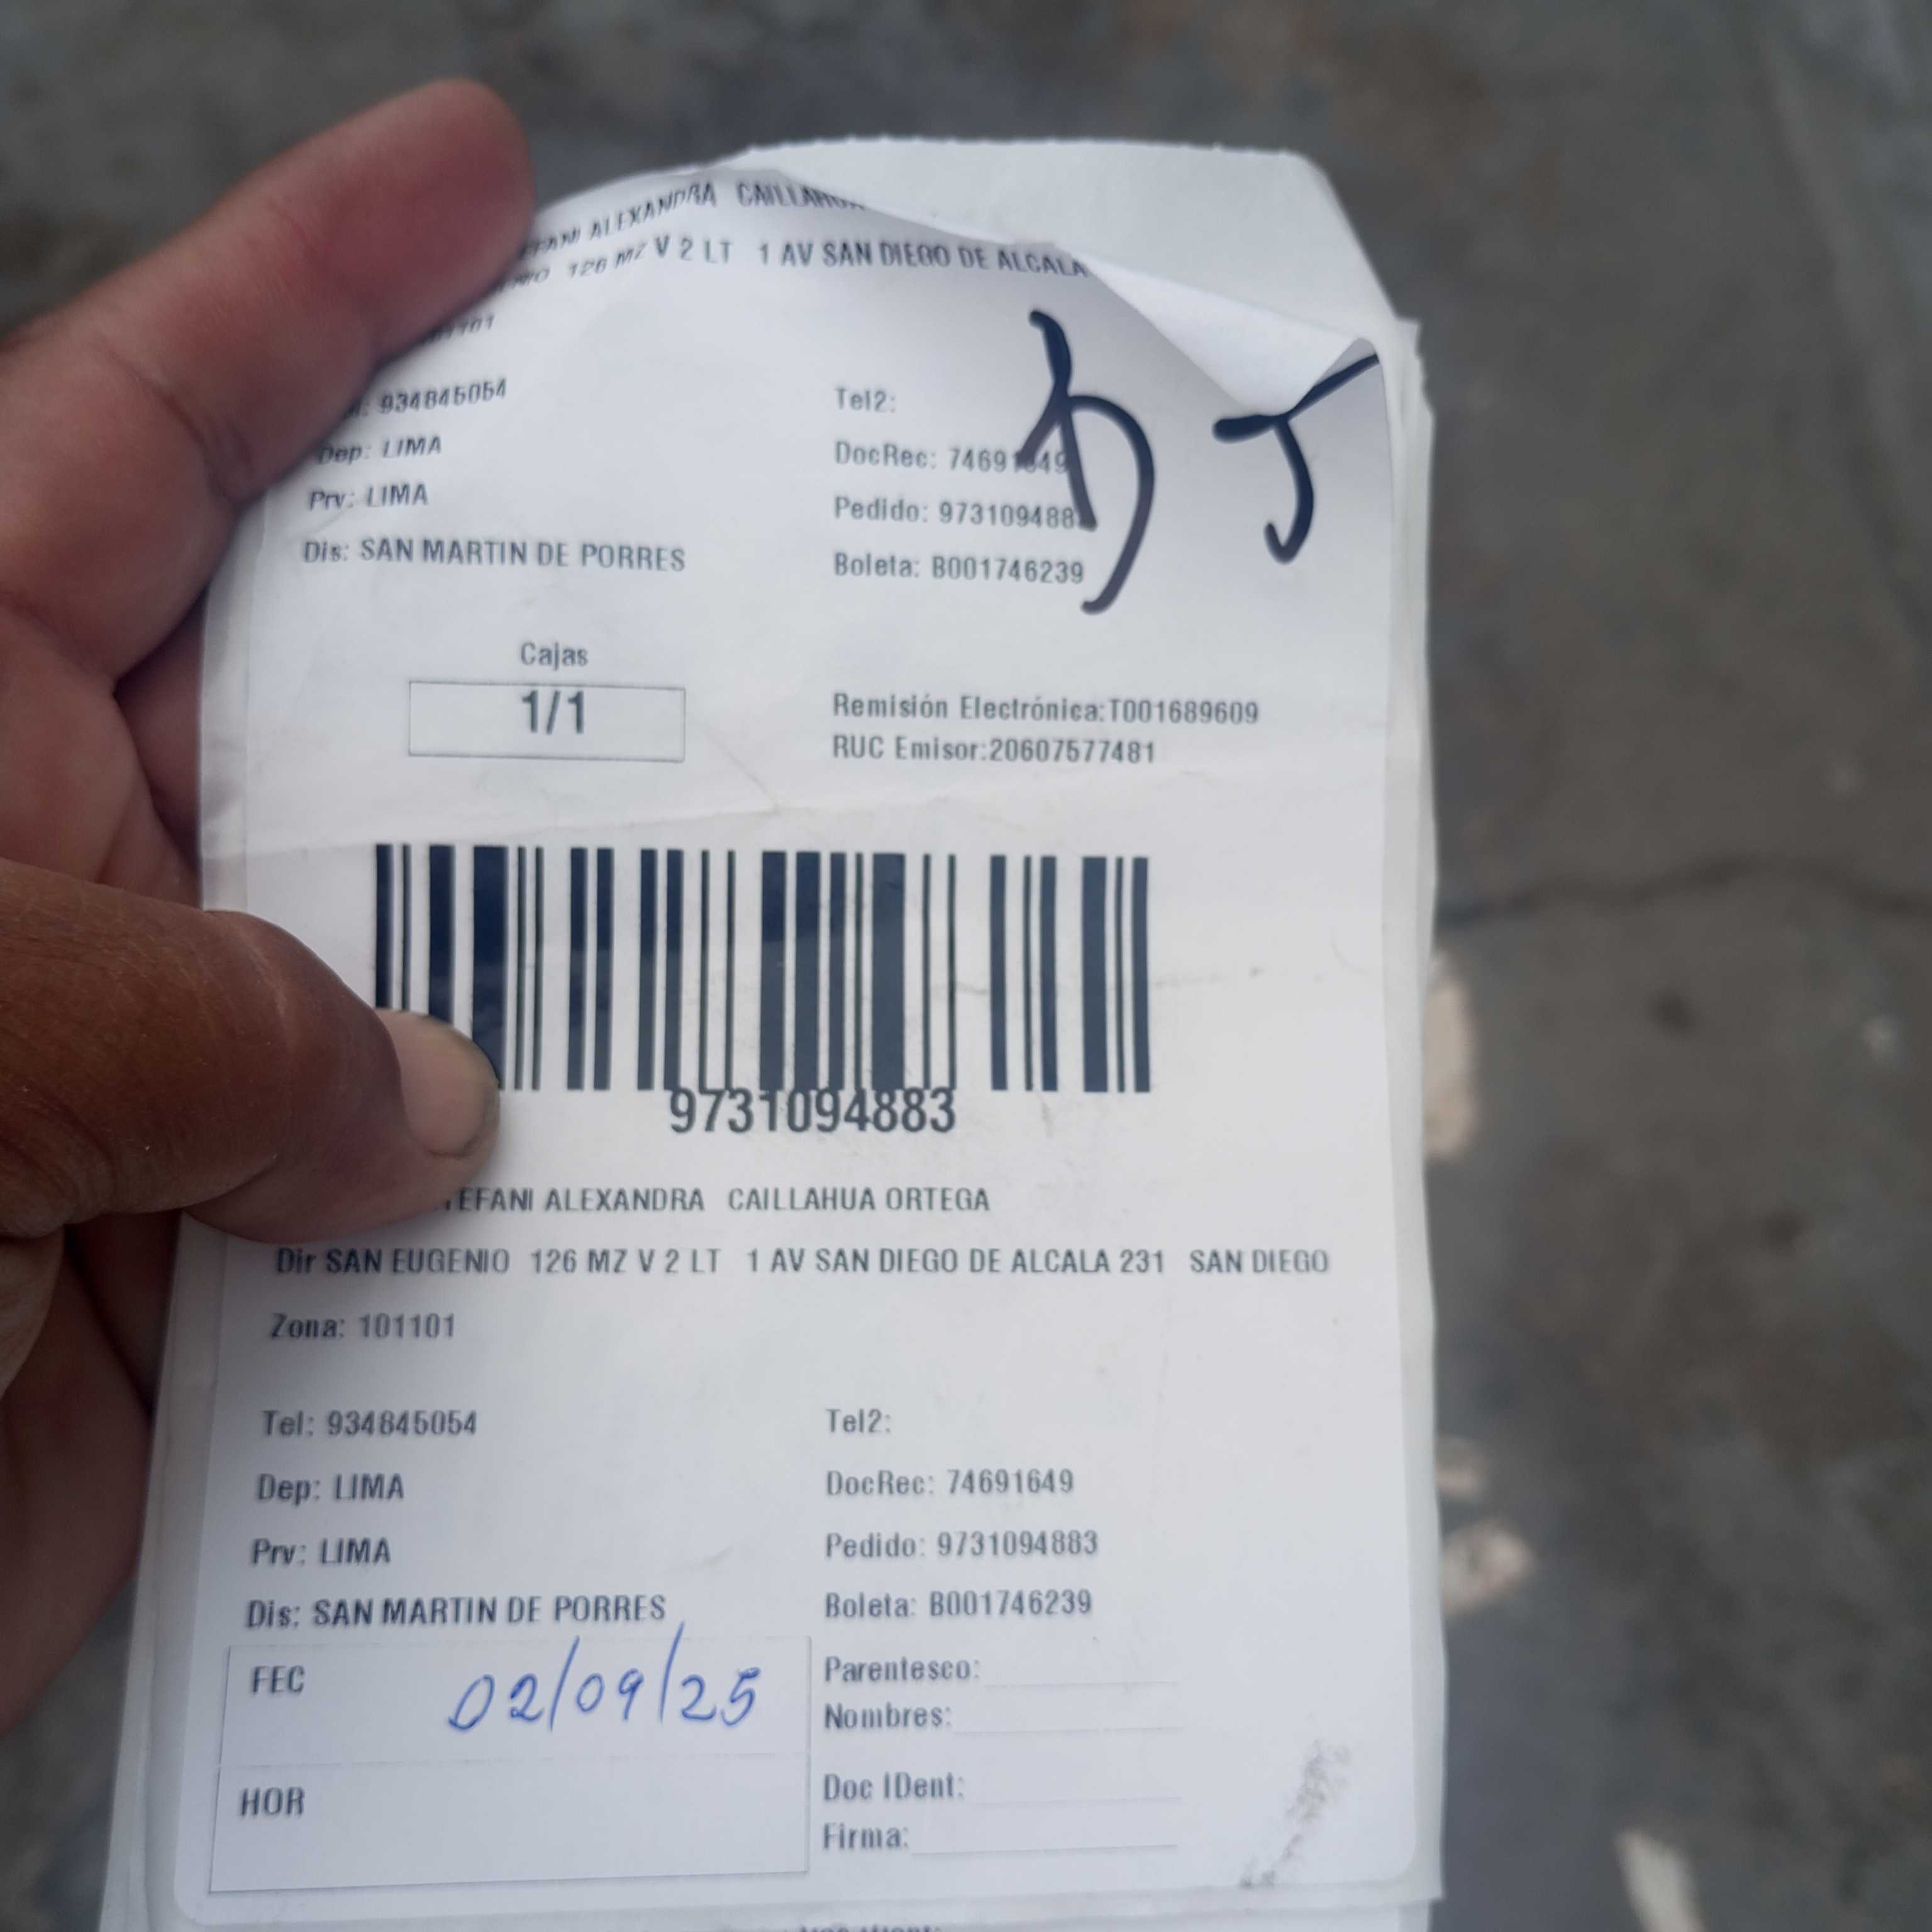 ALEXANDRA CAILLAHUA
126 MZ V 2 LT 1 AV SAN DIEGO DE ALCALA
934845054 Tel2:
Dep: LIMA DocRec: 74691649
Prv: LIMA Pedido: 973109488
Dis: SAN MARTIN DE PORRES Boleta: B001746239
Cajas
1/1
Remisión Electrónica:T001689609
RUC Emisor:20607577481
9731094883
TEFANI ALEXANDRA CAILLAHUA ORTEGA
Dir SAN EUGENIO 126 MZ V 2 LT 1 AV SAN DIEGO DE ALCALA 231 SAN DIEGO
Zona: 101101
Tel: 934845054 Tel2:
Dep: LIMA DocRec: 74691649
Prv: LIMA Pedido: 9731094883
Dis: SAN MARTIN DE PORRES Boleta: B001746239
FEC 02/09/25
Parentesco:
Nombres:
HOR
Doc IDent:
Firma: